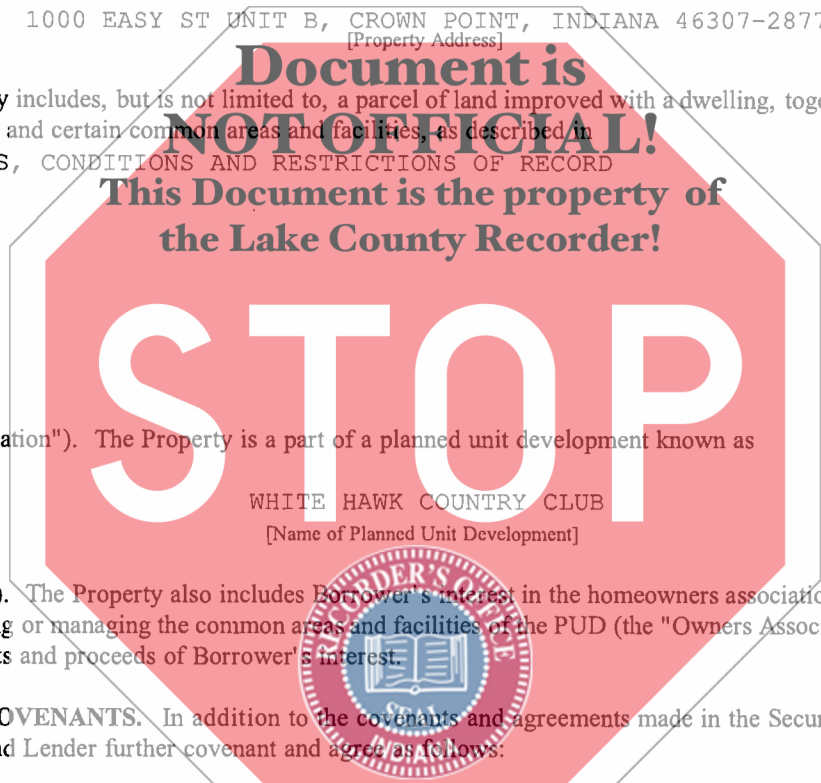 1000 EASY ST UNIT B, CROWN POINT, INDIANA 46307-2877
[Property Address]
Document is
y includes, but is not limited to, a parcel of land improved with a dwelling, toge
NOT OFFICIAL!
and certain common areas and facilities, as described in
S, CONDITIONS AND RESTRICTIONS OF RECORD
This Document is the property of
the Lake County Recorder!
STOP
ation"). The Property is a part of a planned unit development known as
WHITE HAWK COUNTRY CLUB
[Name of Planned Unit Development]
). The Property also includes Borrower's interest in the homeowners associatio
g or managing the common areas and facilities of the PUD (the "Owners Assoc
ts and proceeds of Borrower's interest.
RECORDER'S OFFICE
SEAL
INDIANA
OVENANTS. In addition to the covenants and agreements made in the Secur
d Lender further covenant and agree as follows: